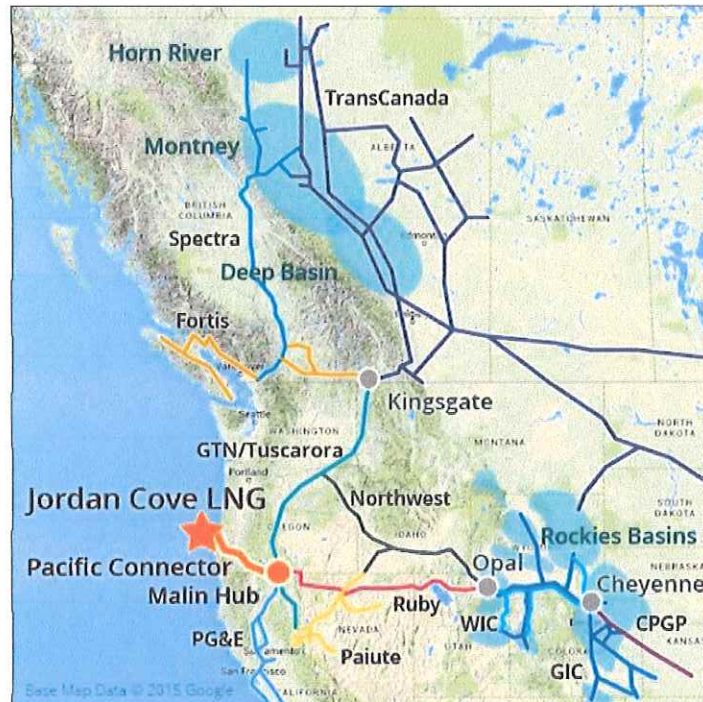 Horn River
TransCanada
ALBERTA
Montney
BRITISH
COLUMBIA
SASKATCHEWAN
Spectra
Deep Basin
Fortis
Kingsgate
Seattle
WASHINGTON
NORTH
DAKOTA
MONTANA
GTN/Tuscarora
Portland
Northwest
SOUTH
DAKOTA
Jordan Cove LNG
EGON
IDAHO
Rockies Basins
Opal
NEBRASKA
Pacific Connector
Cheyenne
Malin Hub
Ruby
WIC
CPGP
KANSAS
PG&E
NEVADA
UTAH
COLORA
Sacramento
Paiute
GIC
San Francisco
CALIFORNIA
Base Map Data © 2015 Google